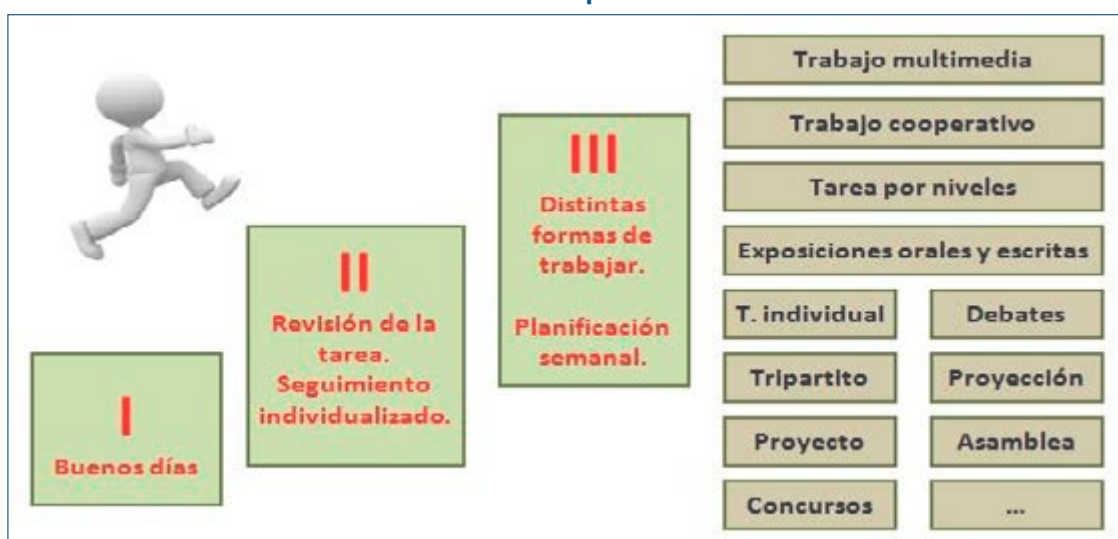 I
Buenos días
II
Revisión de la
tarea.
Seguimiento
individualizado.
III
Distintas
formas de
trabajar.
Planificación
semanal.
Trabajo multimedia
Trabajo cooperativo
Tarea por niveles
Exposiciones orales y escritas
T. individual
Debates
Tripartito
Proyección
Proyecto
Asamblea
Concursos
...